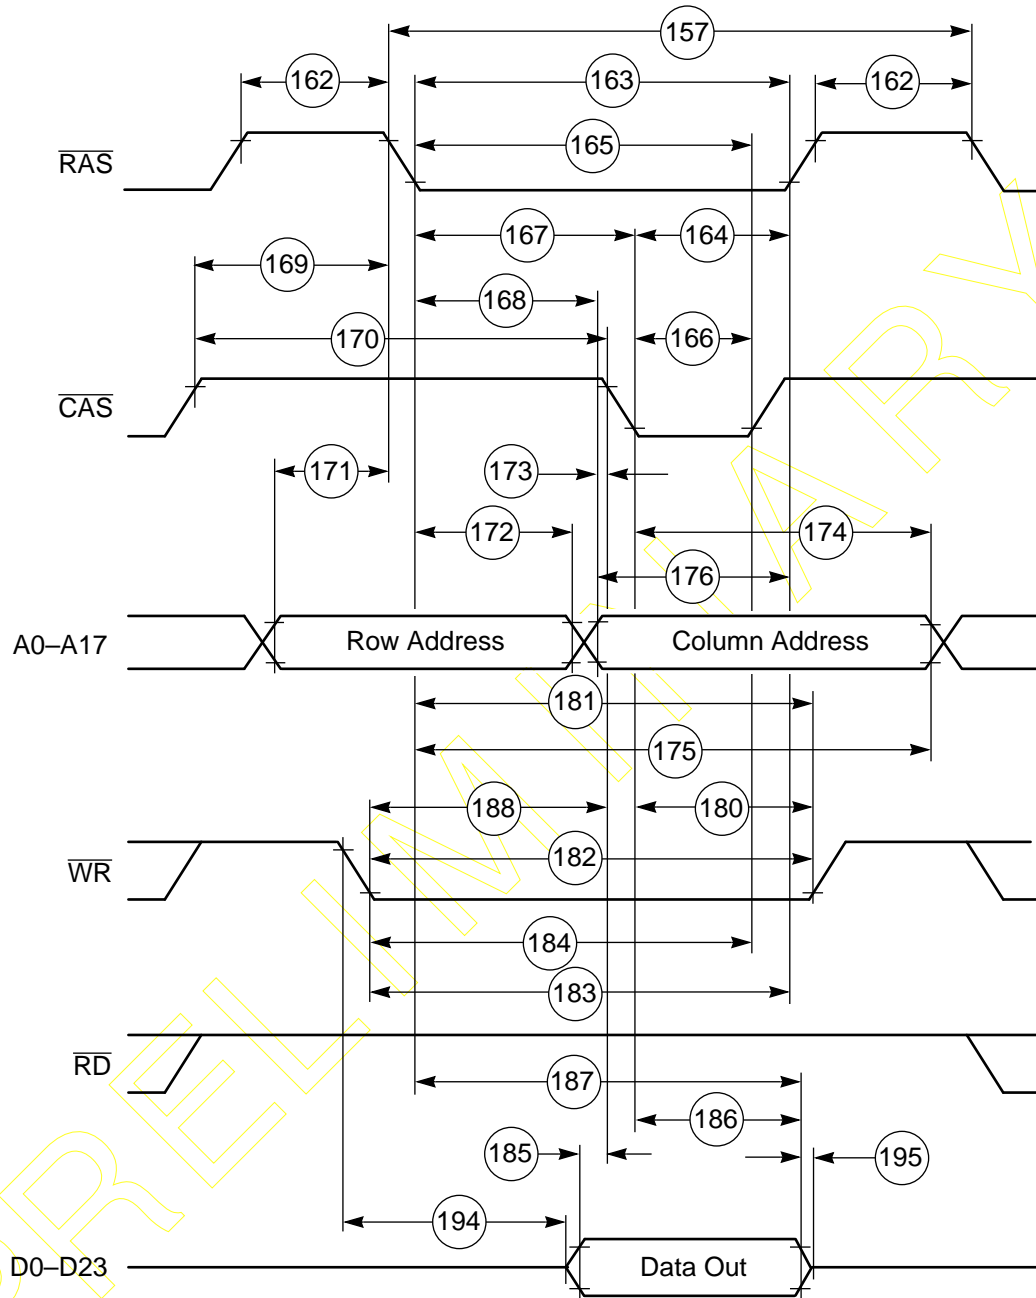 157
162
163
162
165
RAS
167
164
169
168
170
166
CAS
171
173
172
174
176
A0–A17
Row Address
Column Address
181
175
188
180
WR
182
184
183
RD
187
186
185
195
194
D0–D23
Data Out
PRELIMINARY